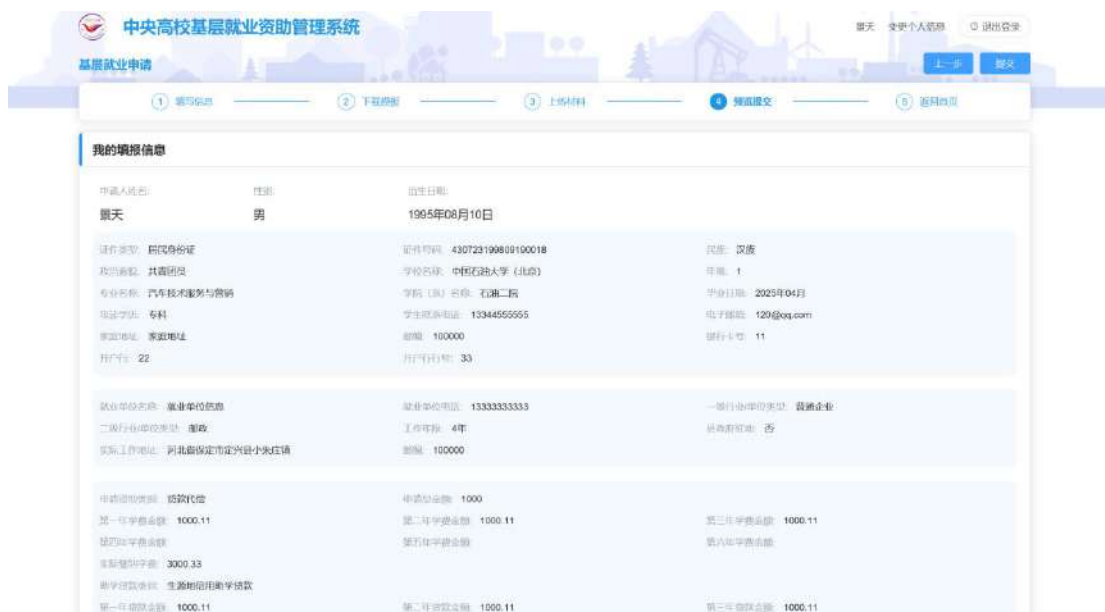 中央高校基层就业资助管理系统
景天 变更个人信息 退出登录
基层就业申请
上一步 提交
1 填写信息 2 下载模板 3 上传材料 4 预览提交 5 返回首页
我的填报信息
申请人姓名: 性别: 出生日期:
景天 男 1995年08月10日
证件类型: 居民身份证 证件号码: 430723199809190018 民族: 汉族
政治面貌: 共青团员 学校名称: 中国石油大学（北京） 年限: 1
专业名称: 汽车技术服务与营销 学院（系）名称: 石油二院 毕业日期: 2025年04月
专科 学生联系电话: 13344555555 电子邮箱: 129@qq.com
家庭地址: 家庭地址 邮编: 100000 银行卡号: 11
开户行: 22 开户行行号: 33
就业单位名称: 就业单位信息 就业单位电话: 13333333333 一级行业/单位类型: 普通企业
二级行业/单位类型: 邮政 工作年限: 4年 县政府驻地: 否
实际工作地址: 河北省保定市定兴县小朱庄镇 邮编: 100000
申请资助类别: 贷款代偿 申请总金额: 1000
第一年学费金额: 1000.11 第二年学费金额: 1000.11 第三年学费金额: 1000.11
第四年学费金额: 第五年学费金额: 第六年学费金额:
实际缴纳学费: 3000.33
助学贷款类别: 生源地信用助学贷款
第一年贷款金额: 1000.11 第二年贷款金额: 1000.11 第三年贷款金额: 1000.11